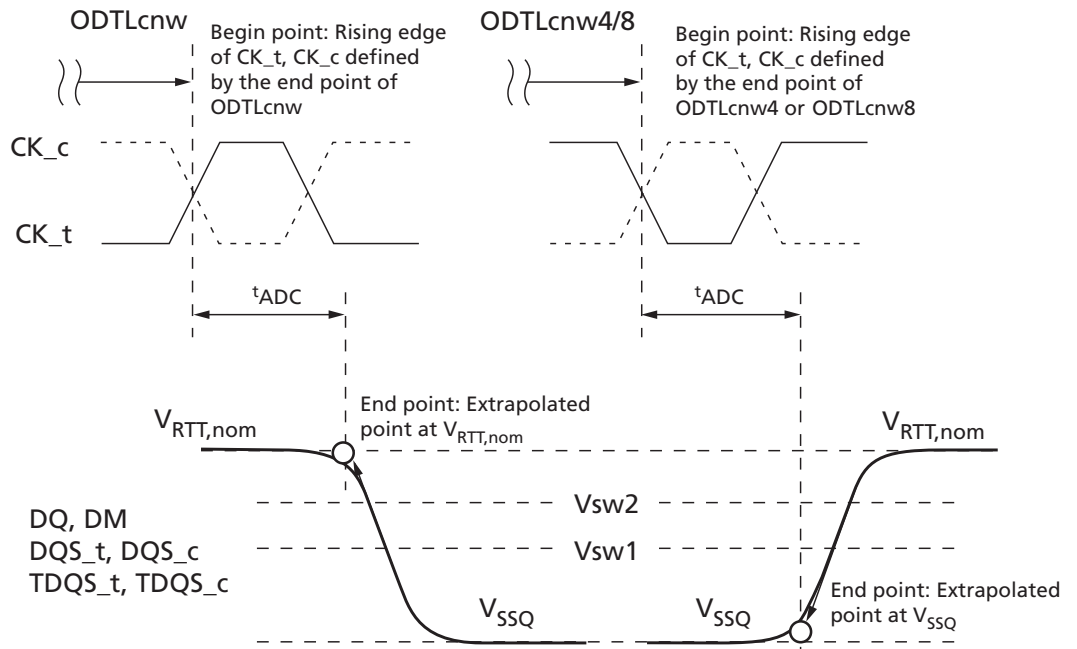 ODTLcnw
Begin point: Rising edge
of CK_t, CK_c defined
by the end point of
ODTLcnw
ODTLcnw4/8
Begin point: Rising edge
of CK_t, CK_c defined
by the end point of
ODTLcnw4 or ODTLcnw8
CK_c
CK_t
tADC
tADC
End point: Extrapolated
point at VRTT,nom
VRTT,nom
VRTT,nom
Vsw2
Vsw1
DQ, DM
DQS_t, DQS_c
TDQS_t, TDQS_c
VSSQ
VSSQ
End point: Extrapolated
point at VSSQ